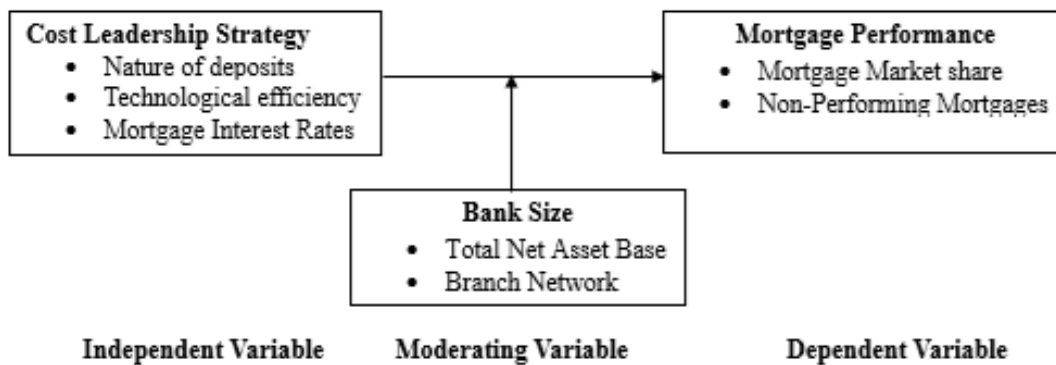 Cost Leadership Strategy
• Nature of deposits
• Technological efficiency
• Mortgage Interest Rates
Mortgage Performance
• Mortgage Market share
• Non-Performing Mortgages
Bank Size
• Total Net Asset Base
• Branch Network
Independent Variable
Moderating Variable
Dependent Variable